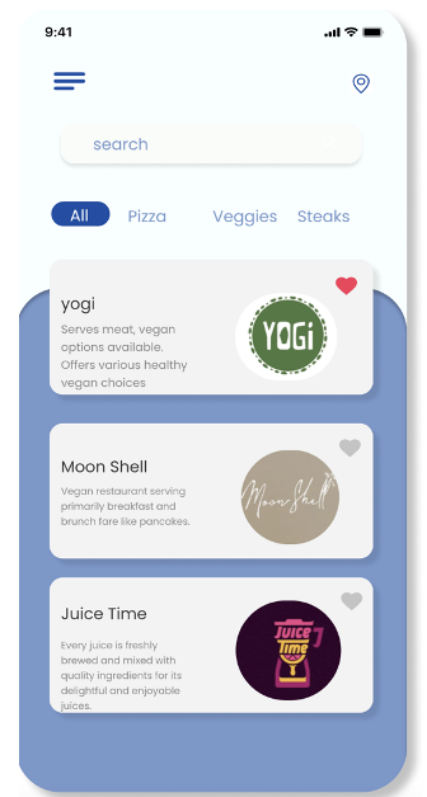 9:41
search
All Pizza Veggies Steaks
yogi
Serves meat, vegan
options available.
Offers various healthy
vegan choices
YOGi
Moon Shell
Vegan restaurant serving
primarily breakfast and
brunch fare like pancakes.
Moon Shell
Juice Time
Every juice is freshly
brewed and mixed with
quality ingredients for its
delightful and enjoyable
juices.
JUICE
Time